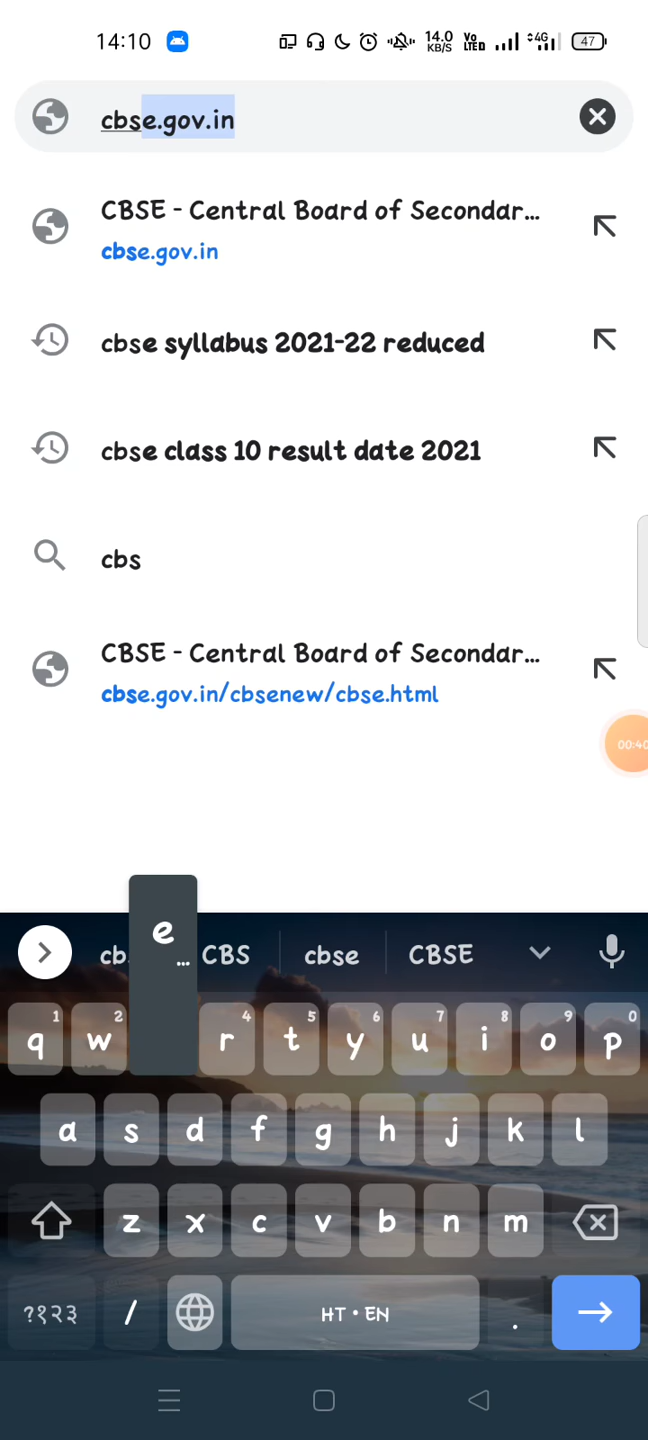 14:10 14.0 KB/S Vo LTED 4G 47
cbse.gov.in
CBSE - Central Board of Secondar...
cbse.gov.in
cbse syllabus 2021-22 reduced
cbse class 10 result date 2021
cbs
CBSE - Central Board of Secondar...
cbse.gov.in/cbsenew/cbse.html
00:40
e
cb CBS cbse CBSE
...
1 2 4 5 6 7 8 9 0
q w r t y u i o p
a s d f g h j k l
z x c v b n m
?१२३ / HT • EN .